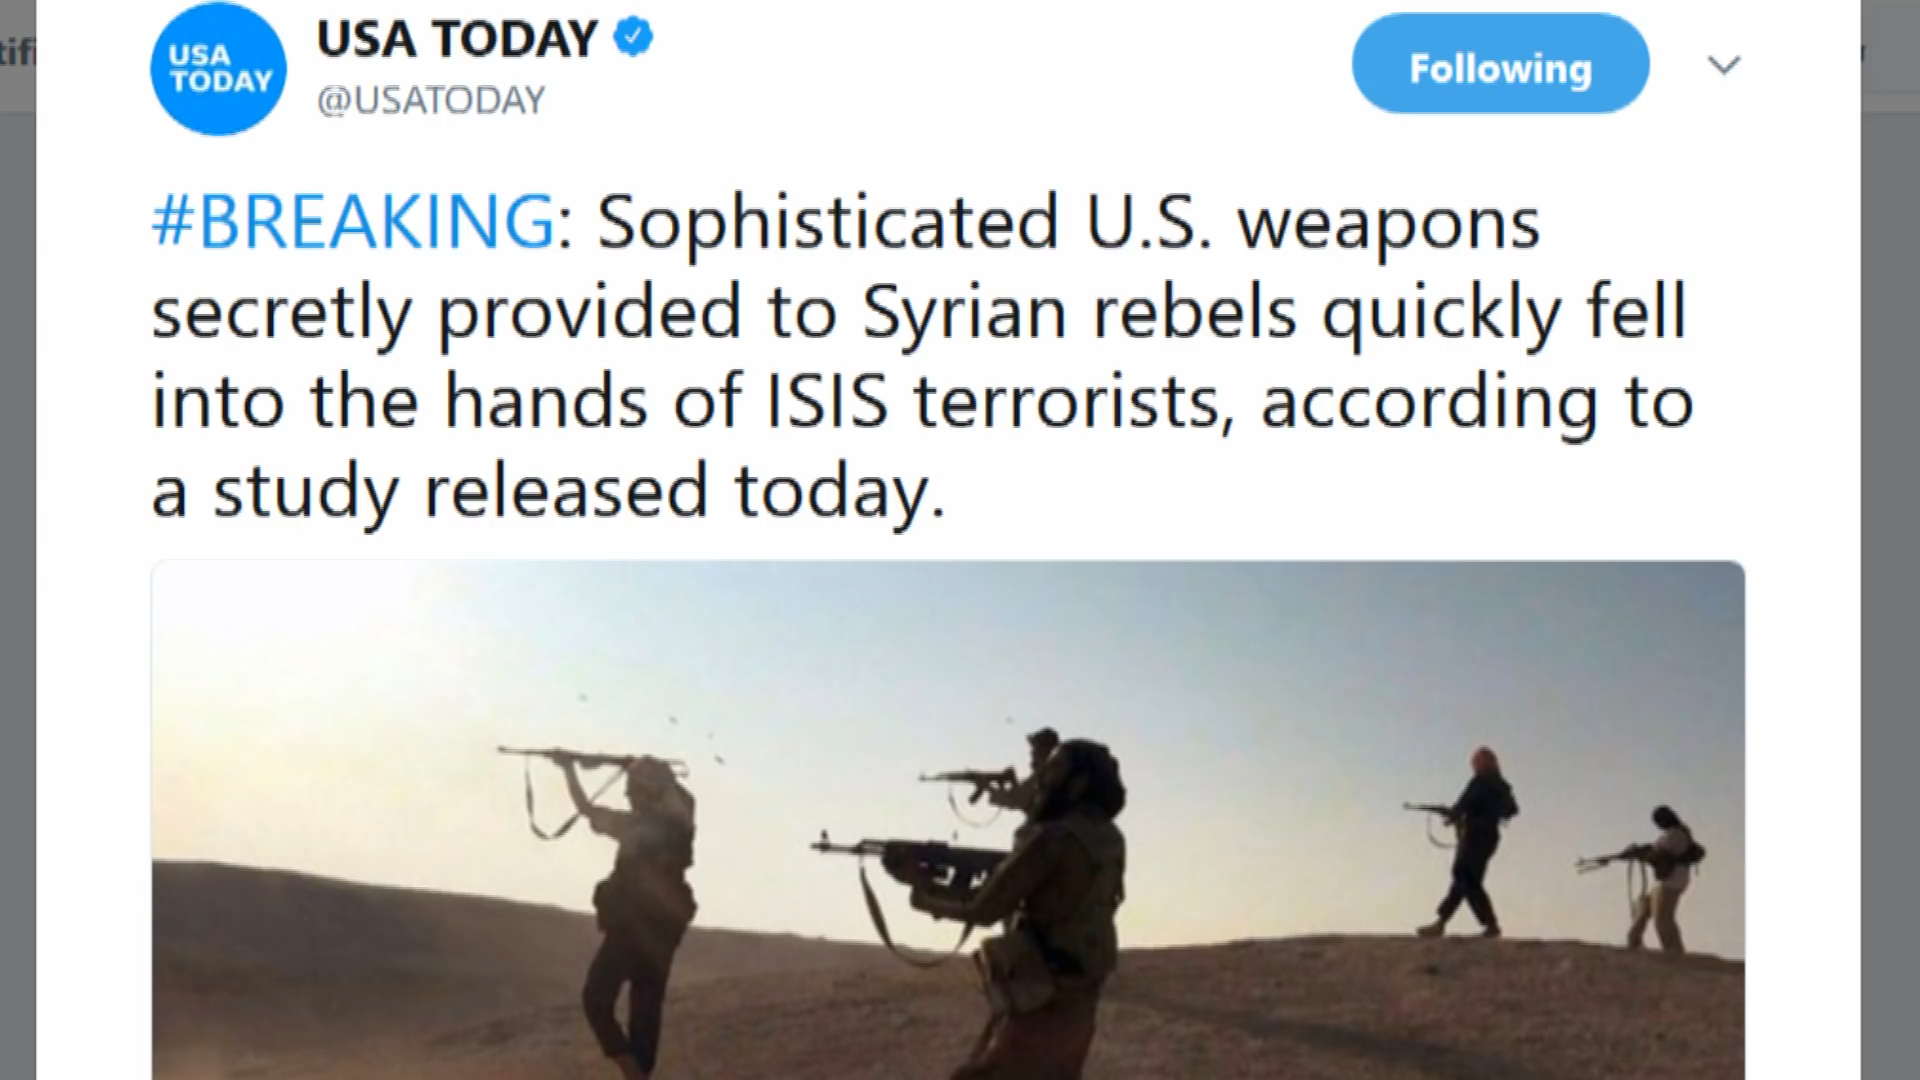 tifi
USA
TODAY
USA TODAY
@USATODAY
Following
#BREAKING: Sophisticated U.S. weapons
secretly provided to Syrian rebels quickly fell
into the hands of ISIS terrorists, according to
a study released today.